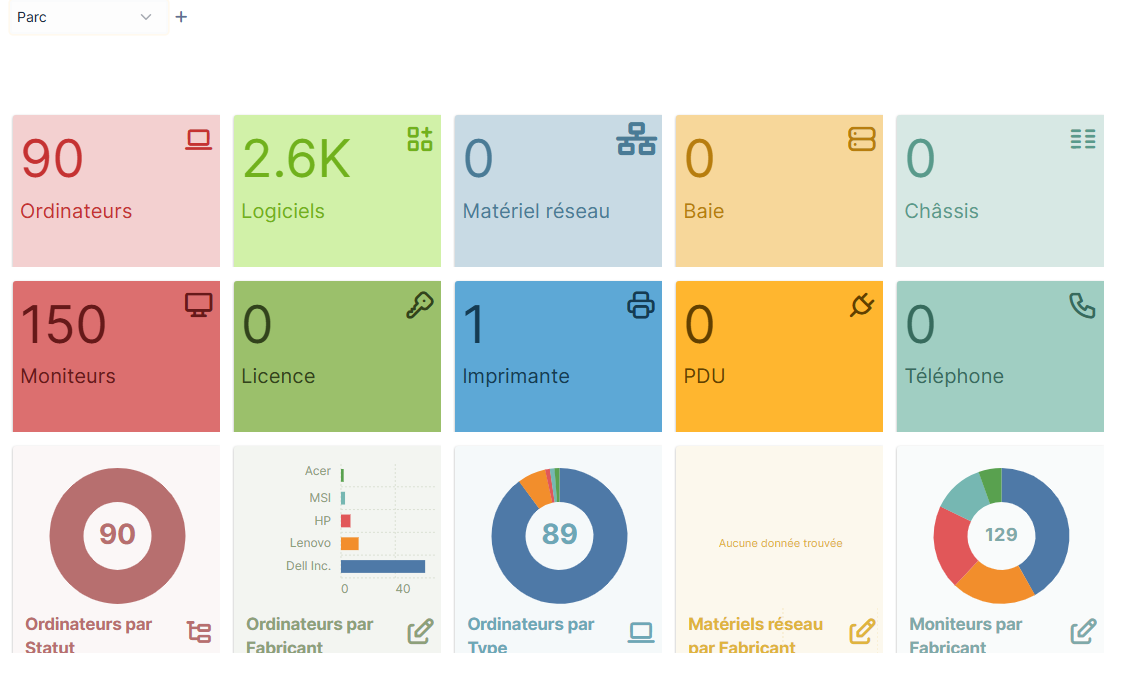 Parc
90
Ordinateurs
2.6K
Logiciels
0
Matériel réseau
0
Baie
0
Châssis
150
Moniteurs
0
Licence
1
Imprimante
0
PDU
0
Téléphone
90
Ordinateurs par
Statut
Acer
MSI
HP
Lenovo
Dell Inc.
0 40
Ordinateurs par
Fabricant
89
Ordinateurs par
Type
Aucune donnée trouvée
Matériels réseau
par Fabricant
129
Moniteurs par
Fabricant